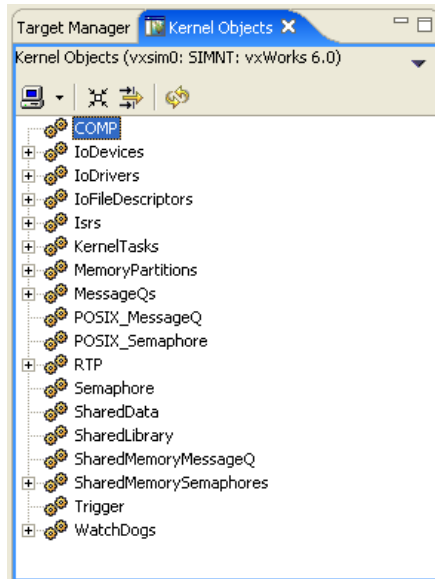 Target Manager Kernel Objects
Kernel Objects (vxsim0: SIMNT: vxWorks 6.0)
COMP
IoDevices
IoDrivers
IoFileDescriptors
Isrs
KernelTasks
MemoryPartitions
MessageQs
POSIX_MessageQ
POSIX_Semaphore
RTP
Semaphore
SharedData
SharedLibrary
SharedMemoryMessageQ
SharedMemorySemaphores
Trigger
WatchDogs